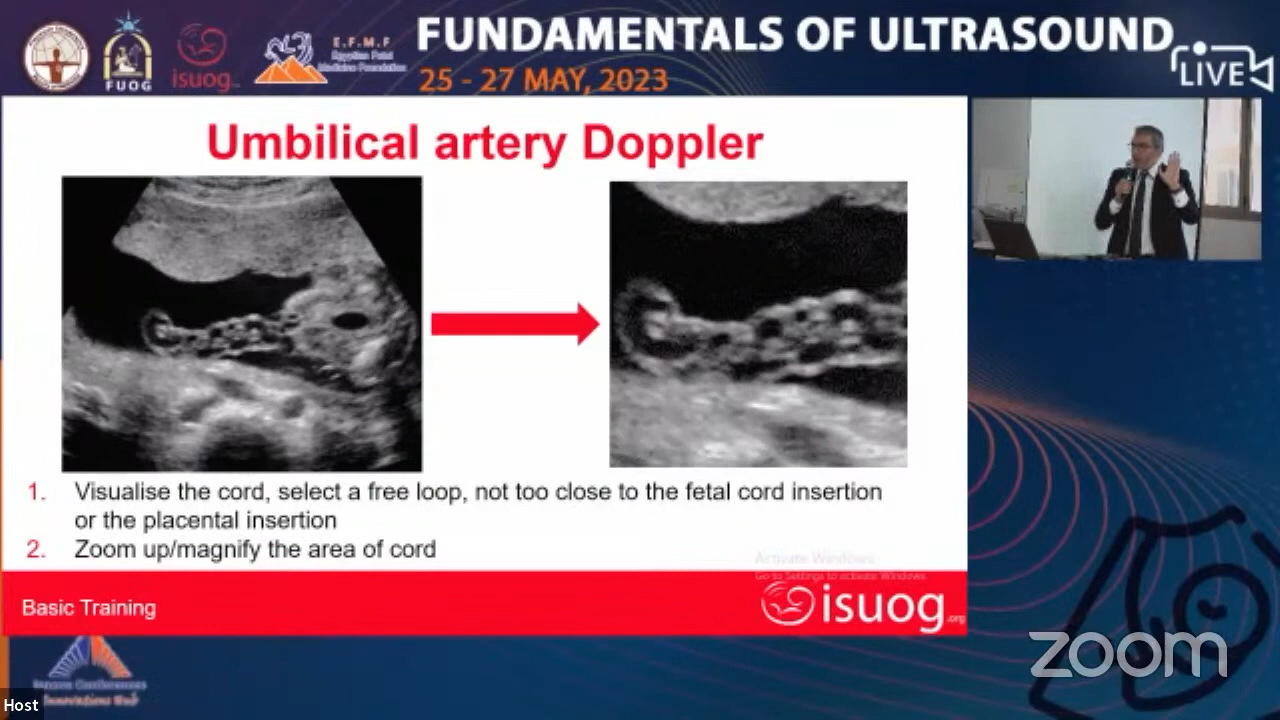 FUNDAMENTALS OF ULTRASOUND
25 - 27 MAY, 2023
LIVE
FUOG
isuog
E.F.M.F
Egyptian Fetal
Medicine Foundation
Umbilical artery Doppler
1. Visualise the cord, select a free loop, not too close to the fetal cord insertion
or the placental insertion
2. Zoom up/magnify the area of cord
Activate Windows
Go to Settings to activate Windows.
Basic Training
isuog.org
zoom
Host